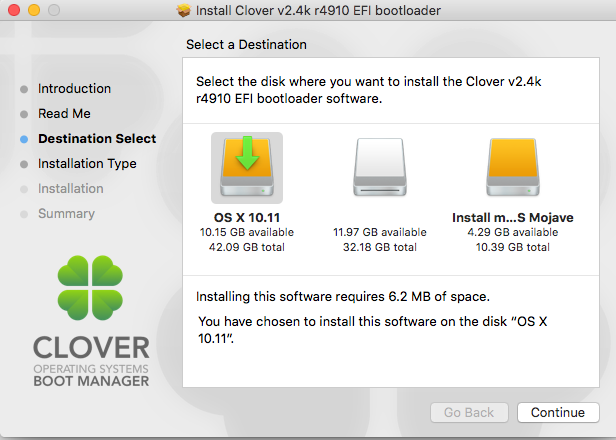 Install Clover v2.4k r4910 EFI bootloader
Select a Destination
Introduction
Read Me
Destination Select
Installation Type
Installation
Summary
Select the disk where you want to install the Clover v2.4k
r4910 EFI bootloader software.
OS X 10.11
10.15 GB available
42.09 GB total
11.97 GB available
32.18 GB total
Install m...S Mojave
4.29 GB available
10.39 GB total
Installing this software requires 6.2 MB of space.
You have chosen to install this software on the disk “OS X
10.11”.
CLOVER
OPERATING SYSTEMS
BOOT MANAGER
Go Back
Continue